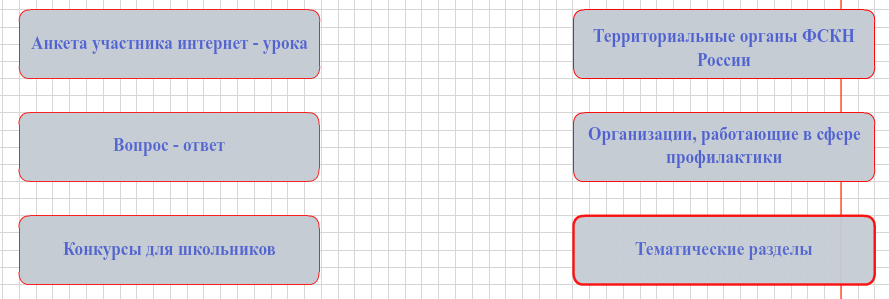 Анкета участника интернет - урока
Территориальные органы ФСКН
России
Вопрос - ответ
Организации, работающие в сфере
профилактики
Конкурсы для школьников
Тематические разделы